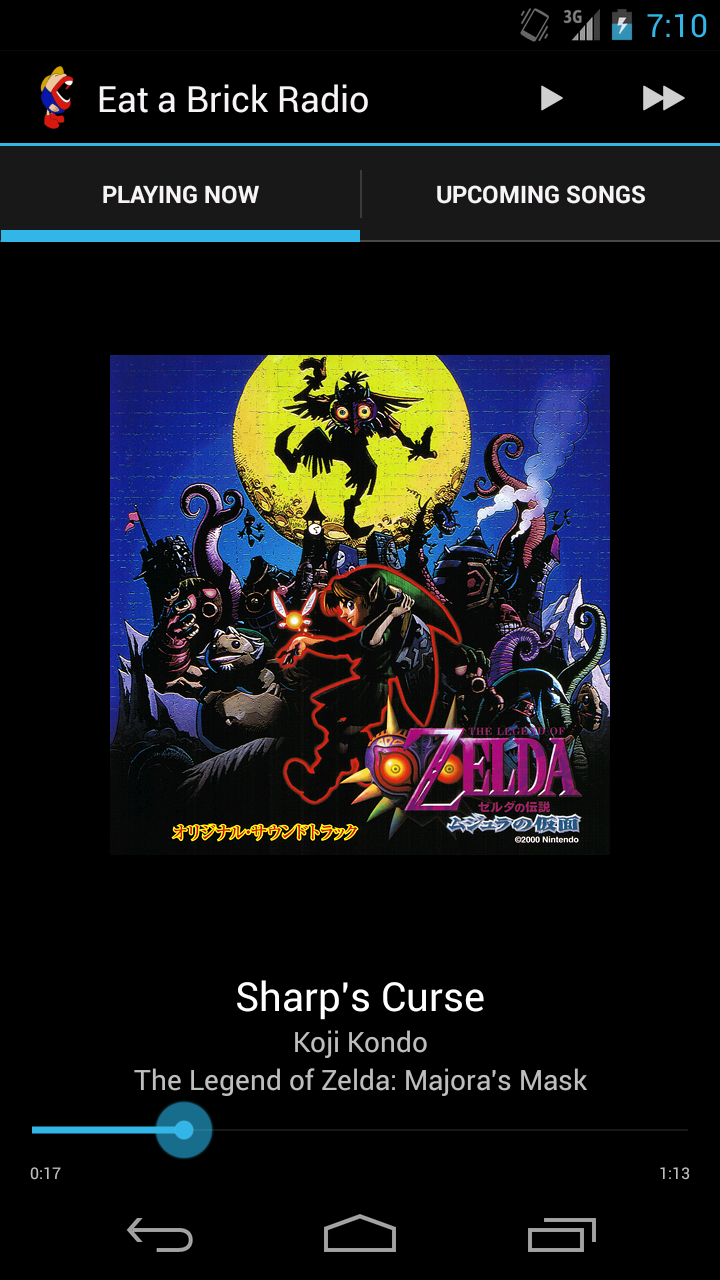 3G
7:10
Eat a Brick Radio
PLAYING NOW
UPCOMING SONGS
THE LEGEND OF
ZELDA
ゼルダの伝説
ムジュラの仮面
オリジナル・サウンドトラック
©2000 Nintendo
Sharp's Curse
Koji Kondo
The Legend of Zelda: Majora's Mask
0:17
1:13